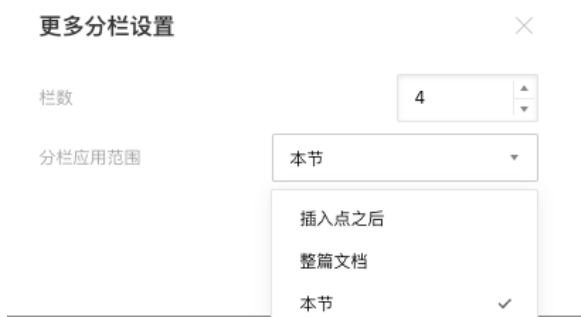 更多分栏设置
栏数 4
分栏应用范围 本节
插入点之后
整篇文档
本节